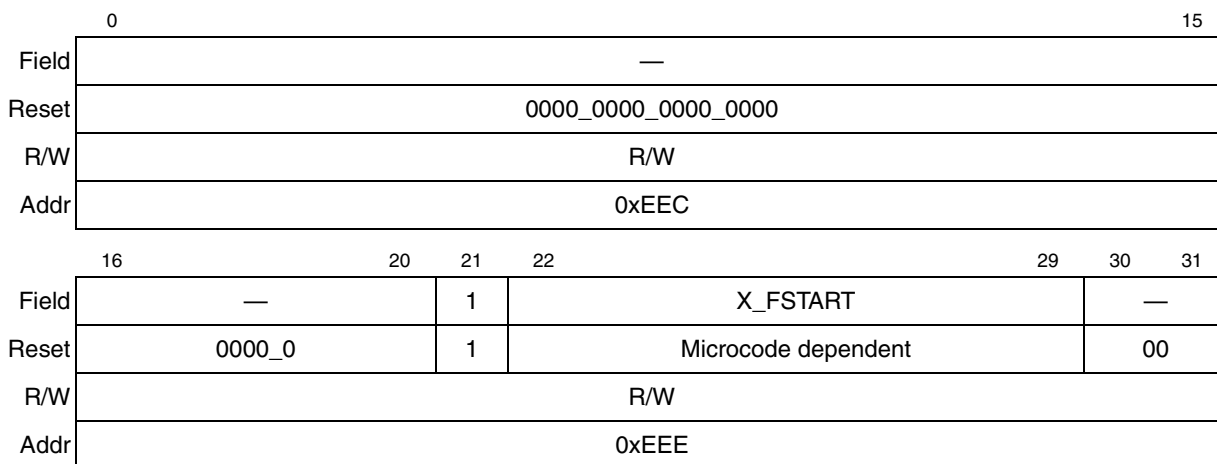 0 15
Field —
Reset 0000_0000_0000_0000
R/W R/W
Addr 0xEEC
16 20 21 22 29 30 31
Field — 1 X_FSTART —
Reset 0000_0 1 Microcode dependent 00
R/W R/W
Addr 0xEEE